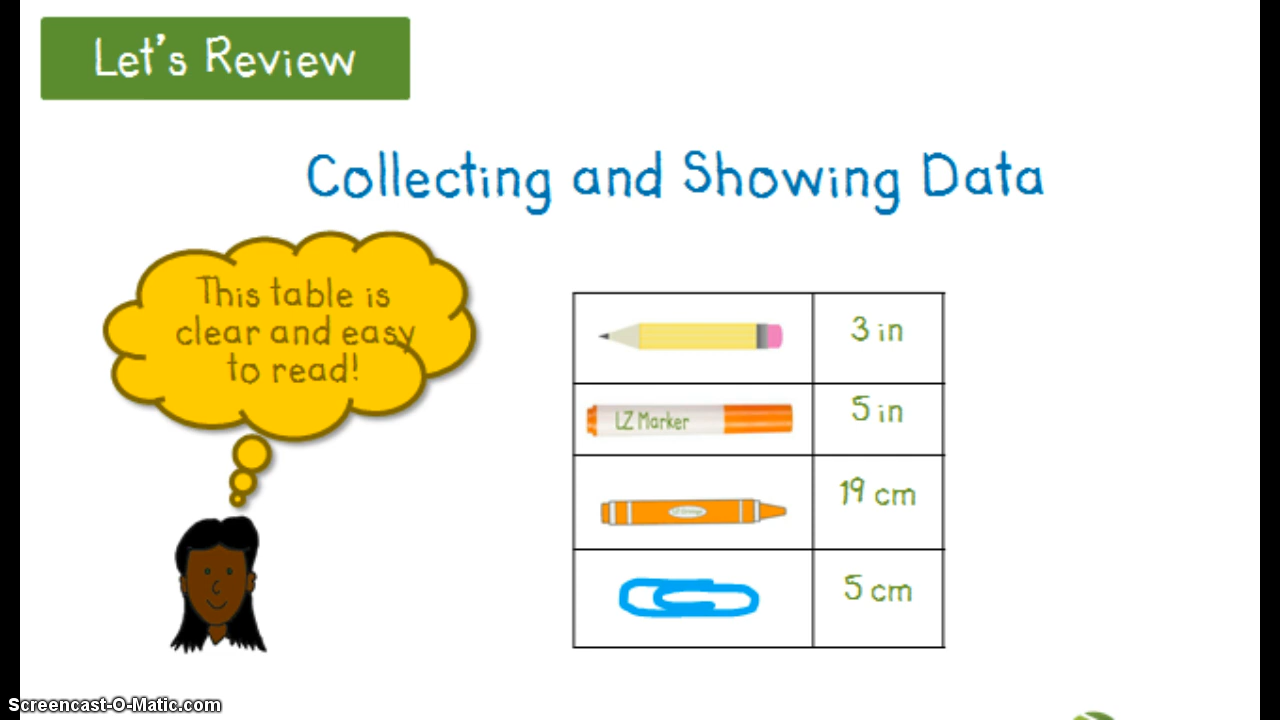 Let's Review
Collecting and Showing Data
This table is
clear and easy
to read!
3 in
LZ Marker
5 in
19 cm
5 cm
Screencast-O-Matic.com